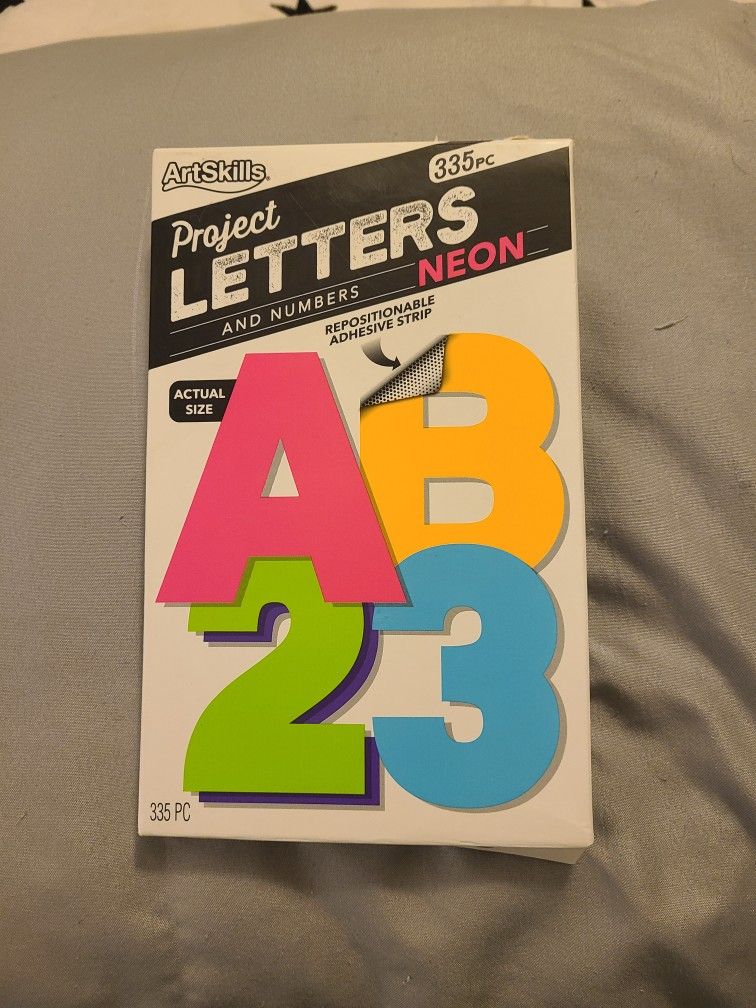 ArtSkills®
335PC
Project
LETTERS
NEON
AND NUMBERS
REPOSITIONABLE
ADHESIVE STRIP
ACTUAL
SIZE
A B
2 3
335 PC